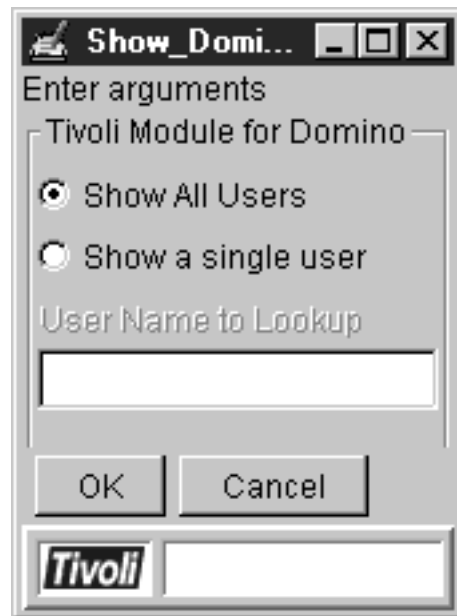 Show_Domi...
Enter arguments
Tivoli Module for Domino
Show All Users
Show a single user
User Name to Lookup
OK Cancel
Tivoli